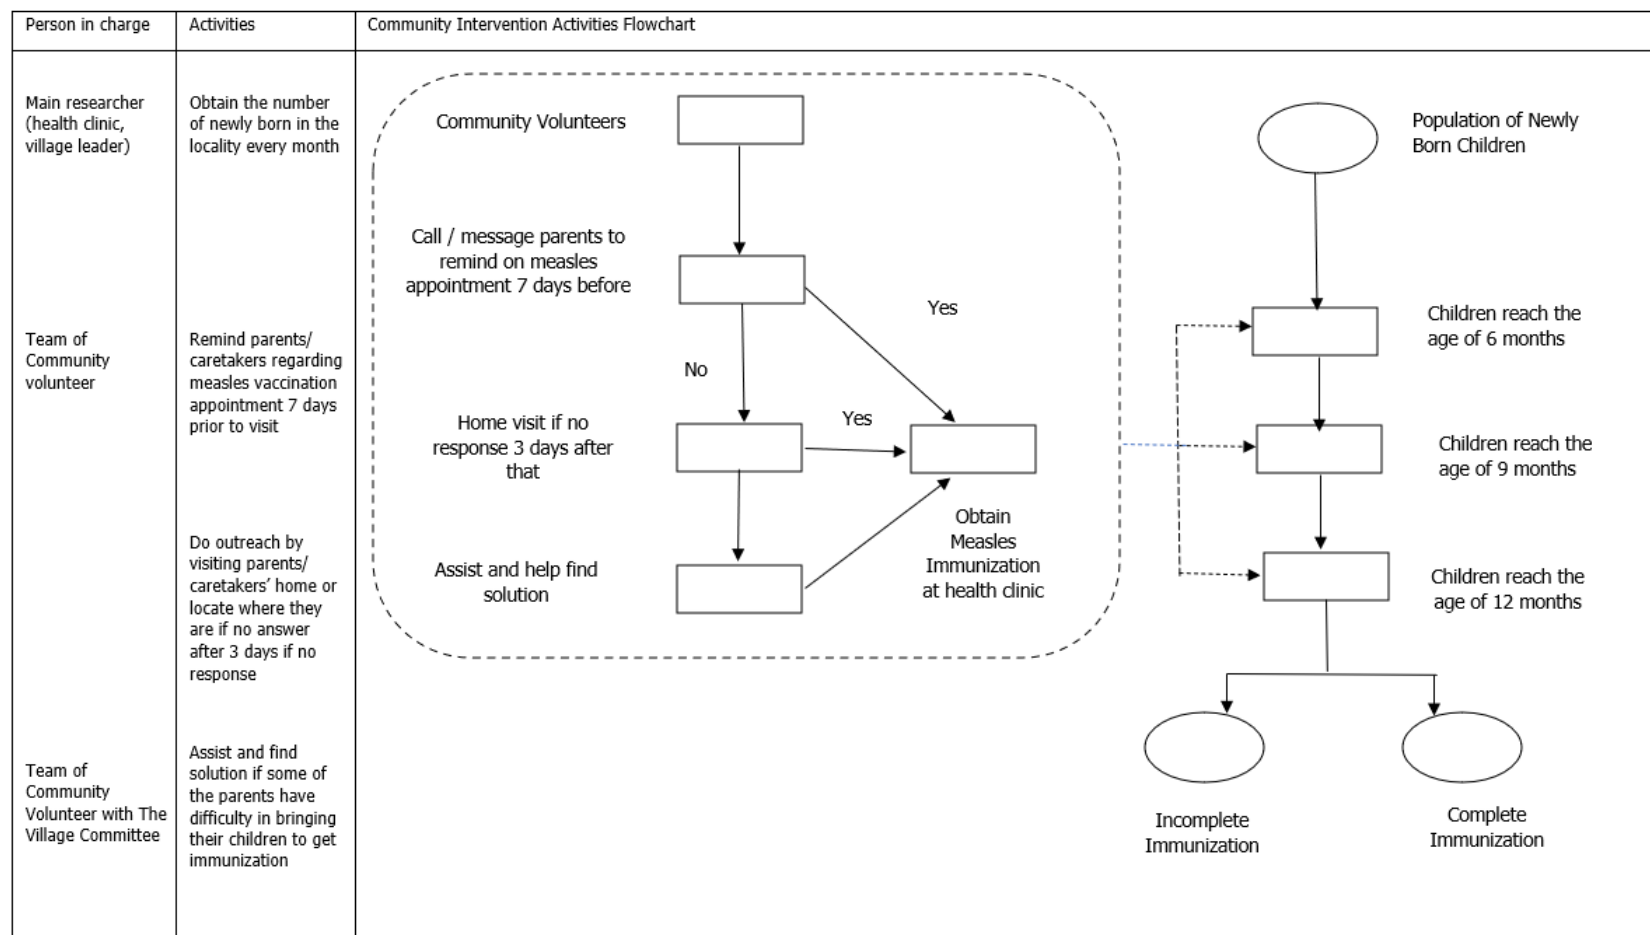 Person in charge
Activities
Community Intervention Activities Flowchart
Main researcher
(health clinic,
village leader)
Obtain the number
of newly born in the
locality every month
Team of
Community
volunteer
Remind parents/
caretakers regarding
measles vaccination
appointment 7 days
prior to visit
Do outreach by
visiting parents/
caretakers’ home or
locate where they
are if no answer
after 3 days if no
response
Team of
Community
Volunteer with The
Village Committee
Assist and find
solution if some of
the parents have
difficulty in bringing
their children to get
immunization
Community Volunteers
Call / message parents to
remind on measles
appointment 7 days before
Yes
No
Home visit if no
response 3 days after
that
Yes
Obtain
Measles
Immunization
at health clinic
Assist and help find
solution
Population of Newly
Born Children
Children reach the
age of 6 months
Children reach the
age of 9 months
Children reach the
age of 12 months
Incomplete
Immunization
Complete
Immunization